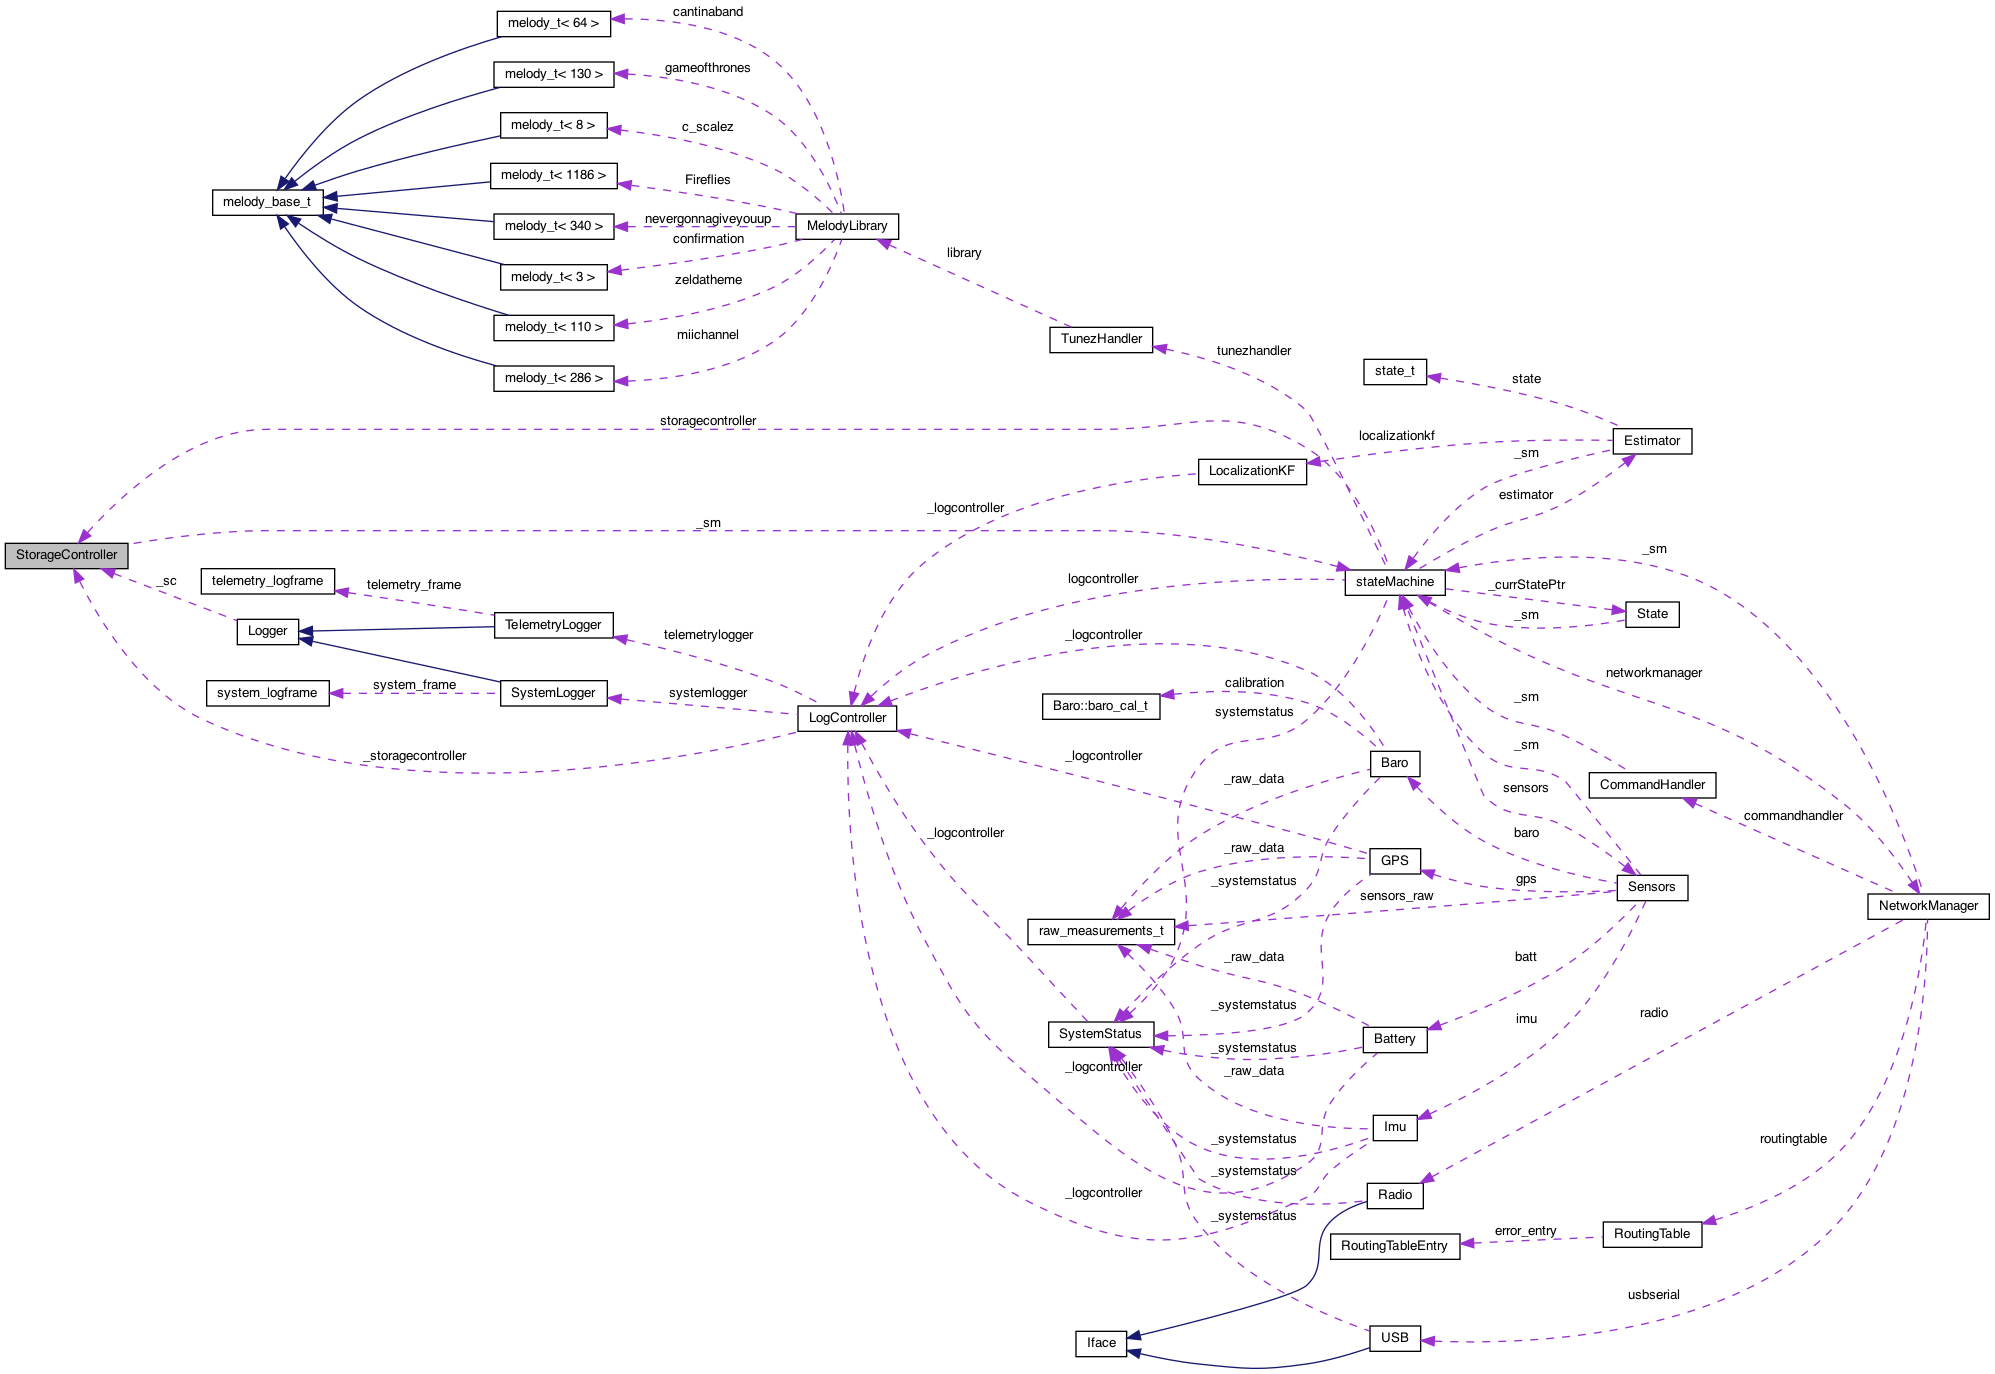 cantinaband
melody_t< 64 >
gameofthrones
melody_t< 130 >
c_scalez
melody_t< 8 >
melody_t< 1186 >
Fireflies
melody_base_t
nevergonnagiveyouup
melody_t< 340 >
MelodyLibrary
confirmation
library
melody_t< 3 >
zeldatheme
melody_t< 110 >
miichannel
TunezHandler
tunezhandler
state_t
melody_t< 286 >
state
storagecontroller
localizationkf
Estimator
_sm
LocalizationKF
estimator
_logcontroller
_sm
StorageController
_sm
_sc
telemetry_logframe
telemetry_frame
logcontroller
stateMachine
_currStatePtr
State
_sm
Logger
TelemetryLogger
telemetrylogger
_logcontroller
networkmanager
system_logframe
system_frame
SystemLogger
systemlogger
calibration
_sm
Baro::baro_cal_t
systemstatus
LogController
_sm
_storagecontroller
_logcontroller
Baro
_raw_data
sensors
CommandHandler
commandhandler
_logcontroller
baro
_raw_data
GPS
_systemstatus
gps
Sensors
sensors_raw
NetworkManager
raw_measurements_t
_raw_data
batt
_systemstatus
radio
imu
SystemStatus
Battery
_systemstatus
_logcontroller
_raw_data
Imu
_systemstatus
routingtable
_systemstatus
_logcontroller
Radio
_systemstatus
error_entry
RoutingTable
RoutingTableEntry
usbserial
Iface
USB